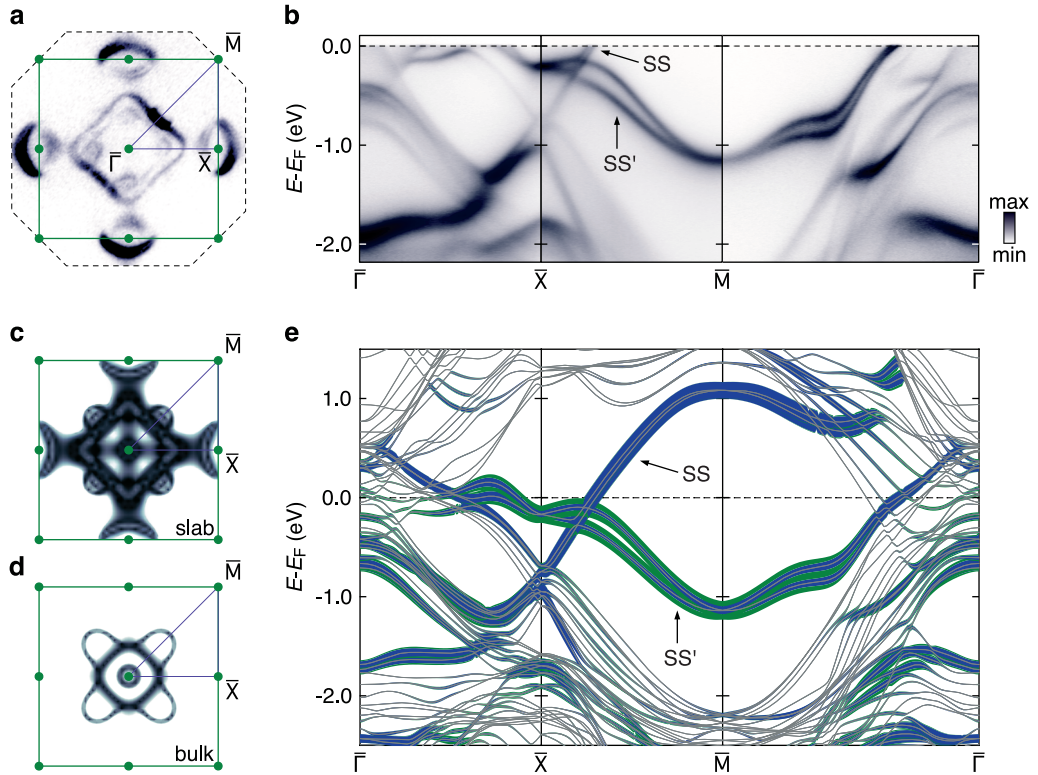 a
M̅
Γ̅
X̅
b
0.0
-1.0
-2.0
E-E_F (eV)
SS
SS'
Γ̅
X̅
M̅
Γ̅
max
min
c
M̅
X̅
slab
d
M̅
X̅
bulk
e
1.0
0.0
-1.0
-2.0
E-E_F (eV)
SS
SS'
Γ̅
X̅
M̅
Γ̅